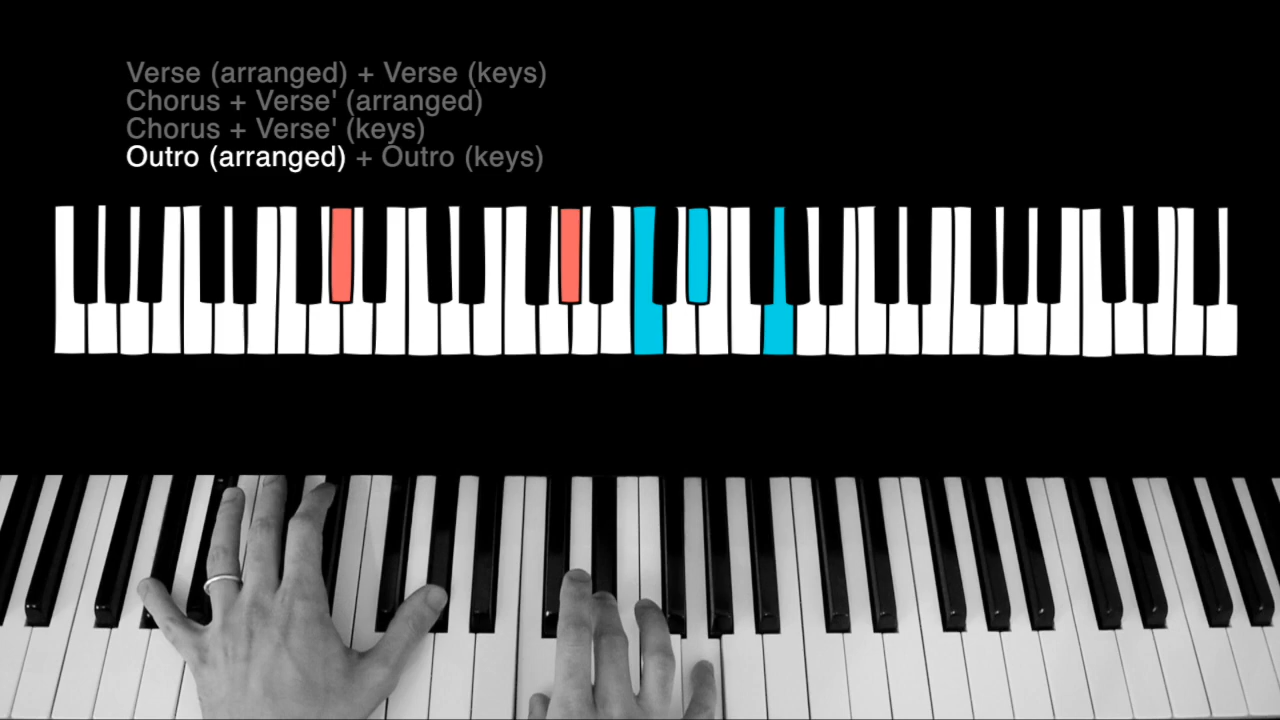 Verse (arranged) + Verse (keys)
Chorus + Verse' (arranged)
Chorus + Verse' (keys)
Outro (arranged) + Outro (keys)